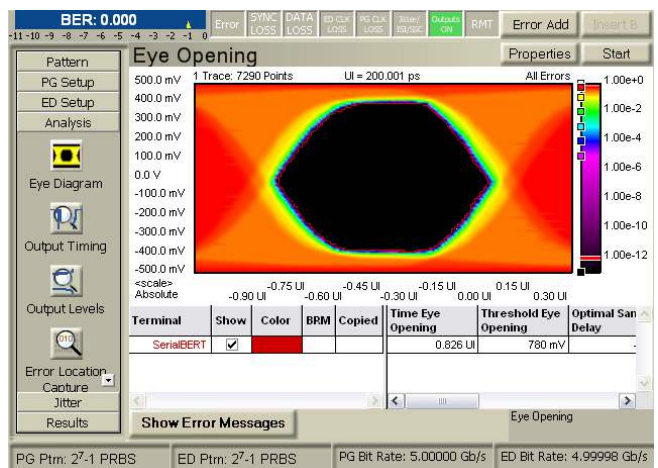 BER: 0.000
-11 -10 -9 -8 -7 -6 -5 -4 -3 -2 -1 0
Error
SYNC LOSS
DATA LOSS
ED CLK LOSS
PG CLK LOSS
Jitter/ ISI/SSC
Outputs ON
RMT
Error Add
Insert B
Eye Opening
Properties
Start
Pattern
PG Setup
ED Setup
Analysis
Eye Diagram
Output Timing
Output Levels
Error Location Capture
Jitter
Results
1 Trace: 7290 Points
UI = 200.001 ps
All Errors
500.0 mV
400.0 mV
300.0 mV
200.0 mV
100.0 mV
0.0 V
-100.0 mV
-200.0 mV
-300.0 mV
-400.0 mV
-500.0 mV
1.00e+0
1.00e-2
1.00e-4
1.00e-6
1.00e-8
1.00e-10
1.00e-12
<scale>
Absolute
-0.90 UI
-0.75 UI
-0.60 UI
-0.45 UI
-0.30 UI
-0.15 UI
0.00 UI
0.15 UI
0.30 UI
Terminal Show Color BRM Copied Time Eye Opening Threshold Eye Opening Optimal San Delay
SerialBERT 0.826 UI 780 mV -
Show Error Messages
Eye Opening
PG Ptrn: 2^7-1 PRBS
ED Ptrn: 2^7-1 PRBS
PG Bit Rate: 5.00000 Gb/s
ED Bit Rate: 4.99998 Gb/s